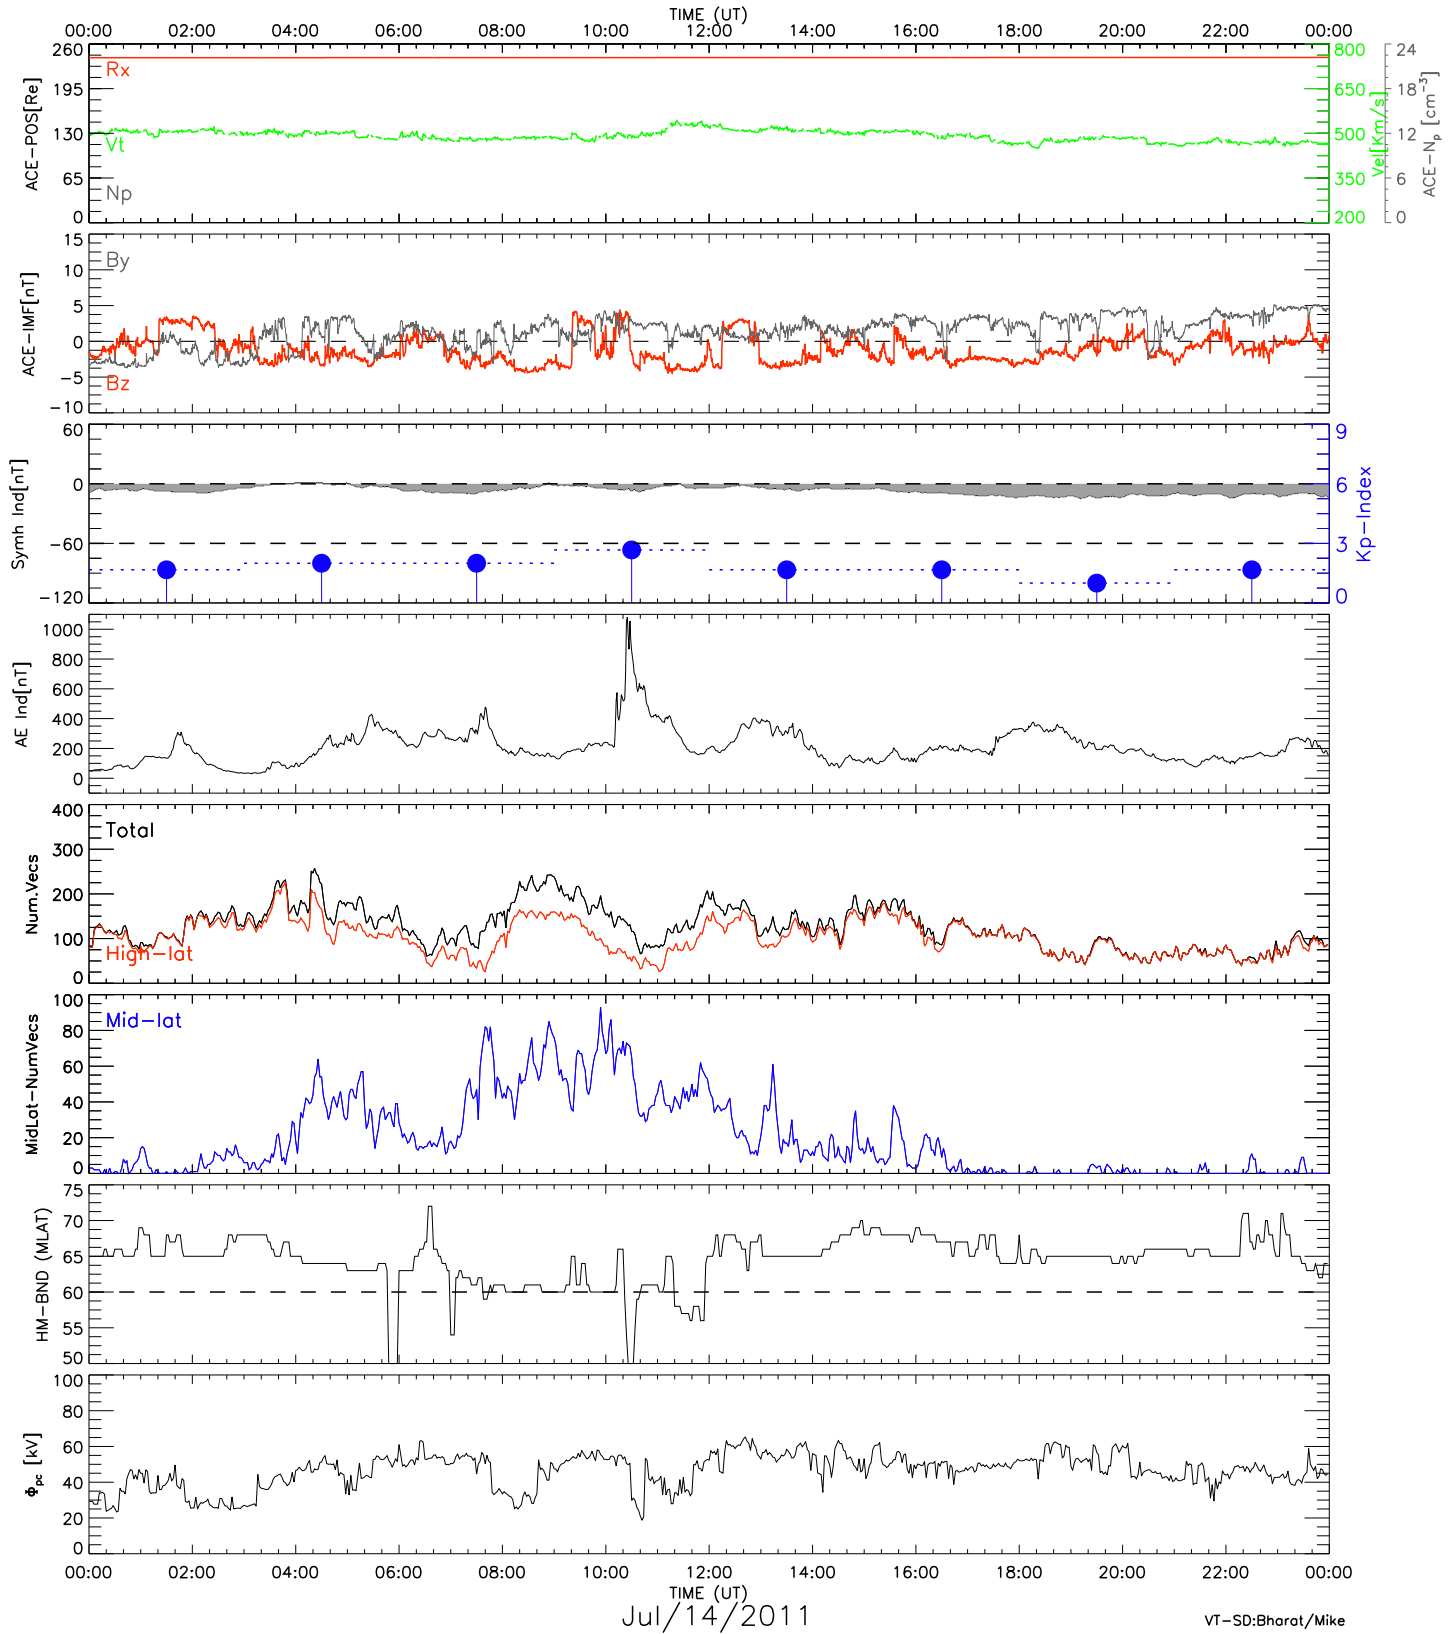 TIME (UT)
00:00 02:00 04:00 06:00 08:00 10:00 12:00 14:00 16:00 18:00 20:00 22:00 00:00
ACE-POS[Re]
260
195
130
65
0
Rx
Vt
Np
800
650
500
350
200
Vel[Km/s]
24
18
12
6
0
ACE-Np [cm-3]
ACE-IMF[nT]
15
10
5
0
-5
-10
By
Bz
Symh Ind[nT]
60
0
-60
-120
9
6
3
0
Kp-Index
AE Ind[nT]
1000
800
600
400
200
0
Num.Vecs
400
300
200
100
0
Total
High-lat
MidLat-NumVecs
100
80
60
40
20
0
Mid-lat
HM-BND (MLAT)
75
70
65
60
55
50
Φpc [kV]
100
80
60
40
20
0
00:00 02:00 04:00 06:00 08:00 10:00 12:00 14:00 16:00 18:00 20:00 22:00 00:00
TIME (UT)
Jul/14/2011
VT-SD:Bharat/Mike